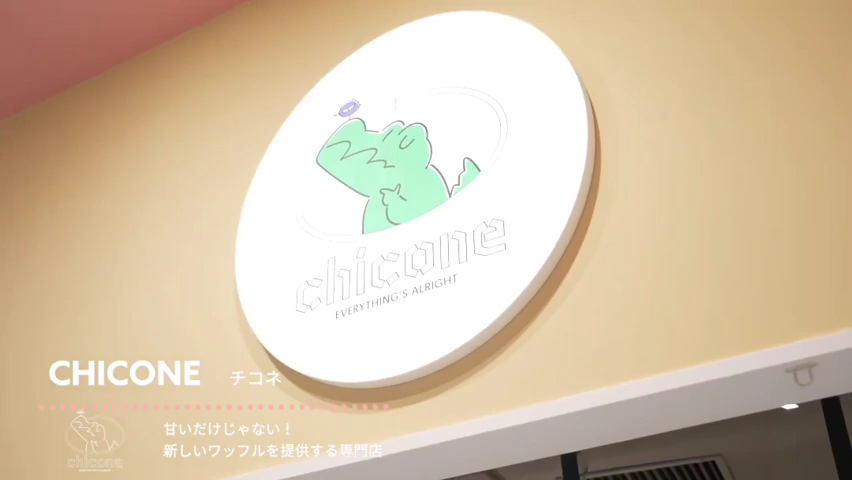 chicone
EVERYTHING'S ALRIGHT
CHICONE チコネ
甘いだけじゃない！
新しいワッフルを提供する専門店
chicone